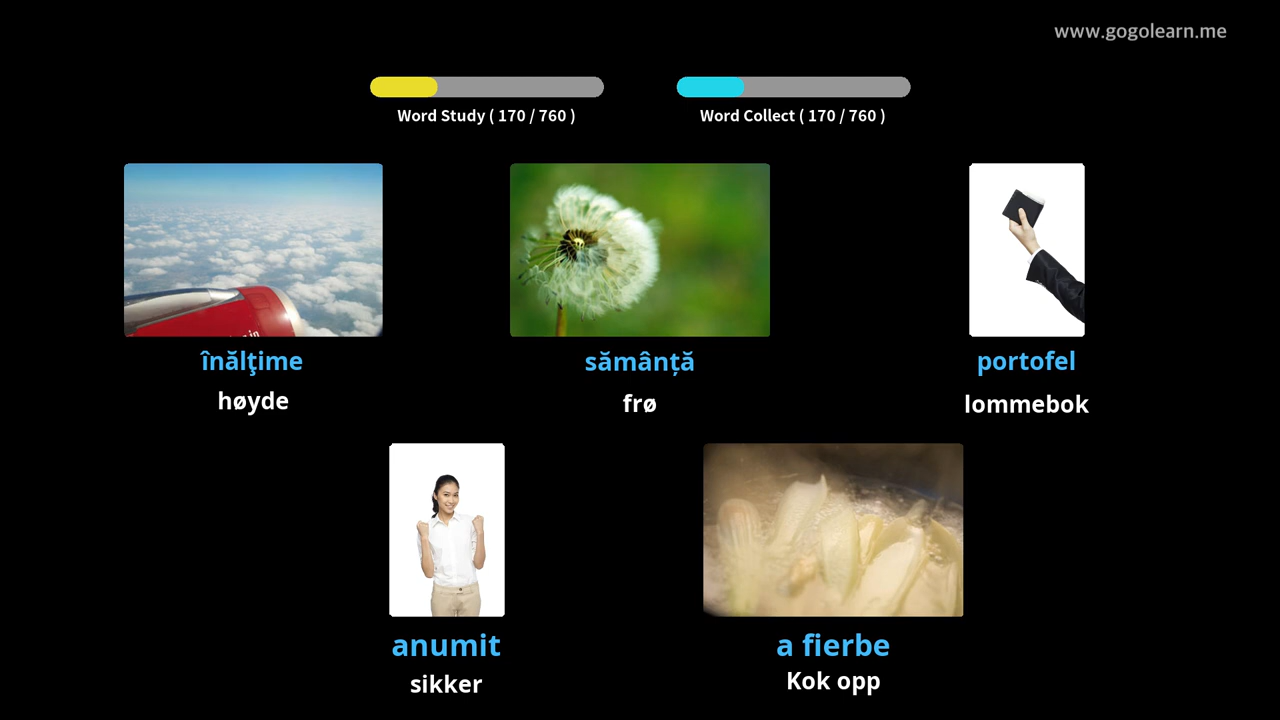 www.gogolearn.me
Word Study ( 170 / 760 )
Word Collect ( 170 / 760 )
înălţime
sămânță
portofel
høyde
frø
lommebok
anumit
a fierbe
sikker
Kok opp